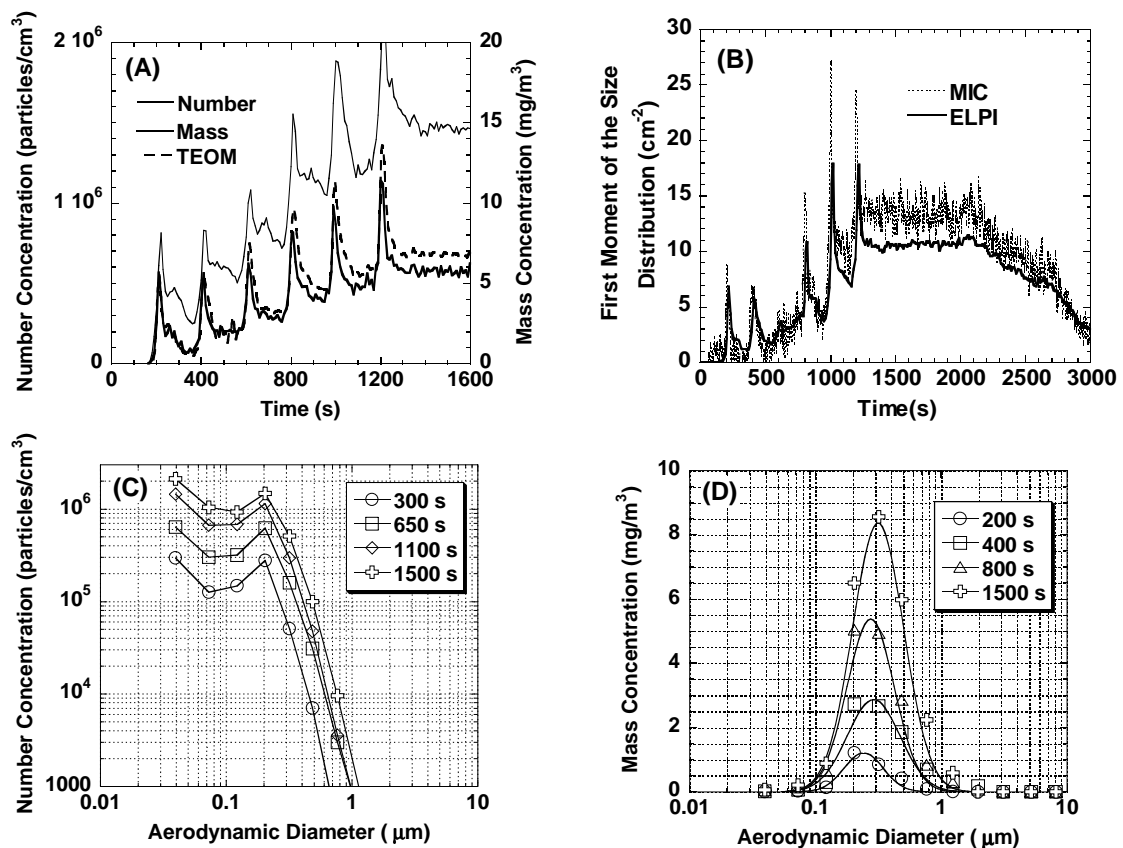 (A)
Number Concentration (particles/cm³)
2 10⁶
1 10⁶
0
Number
Mass
TEOM
20
15
10
5
0
Mass Concentration (mg/m³)
0 400 800 1200 1600
Time (s)
(B)
First Moment of the Size
Distribution (cm⁻²)
30
25
20
15
10
5
0
MIC
ELPI
0 500 1000 1500 2000 2500 3000
Time(s)
(C)
Number Concentration (particles/cm³)
10⁶
10⁵
10⁴
1000
300 s
650 s
1100 s
1500 s
0.01 0.1 1 10
Aerodynamic Diameter ( μm)
(D)
Mass Concentration (mg/m³)
10
8
6
4
2
0
200 s
400 s
800 s
1500 s
0.01 0.1 1 10
Aerodynamic Diameter ( μm)